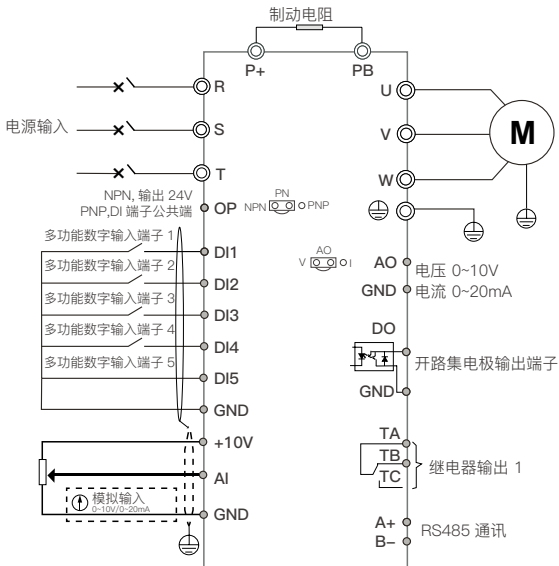 制动电阻
P+ PB
R
电源输入
S
T
U
V
W
M
NPN, 输出 24V
PNP,DI 端子公共端
OP
PN
NPN PNP
AO
V I
多功能数字输入端子 1
DI1
多功能数字输入端子 2
DI2
多功能数字输入端子 3
DI3
多功能数字输入端子 4
DI4
多功能数字输入端子 5
DI5
GND
+10V
AI
模拟输入
0~10V/0~20mA
GND
AO 电压 0~10V
GND 电流 0~20mA
DO
开路集电极输出端子
GND
TA
TB
TC
继电器输出 1
A+
B−
RS485 通讯